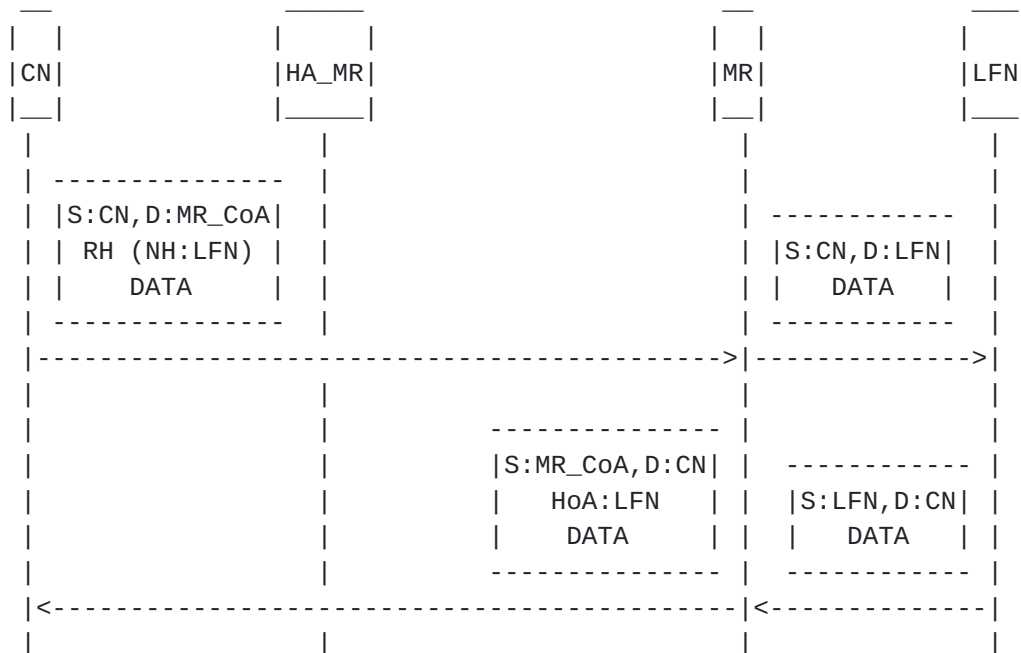 CN HA_MR MR LFN
S:CN,D:MR_CoA
RH (NH:LFN) S:CN,D:LFN
DATA DATA
S:MR_CoA,D:CN
HoA:LFN S:LFN,D:CN
DATA DATA